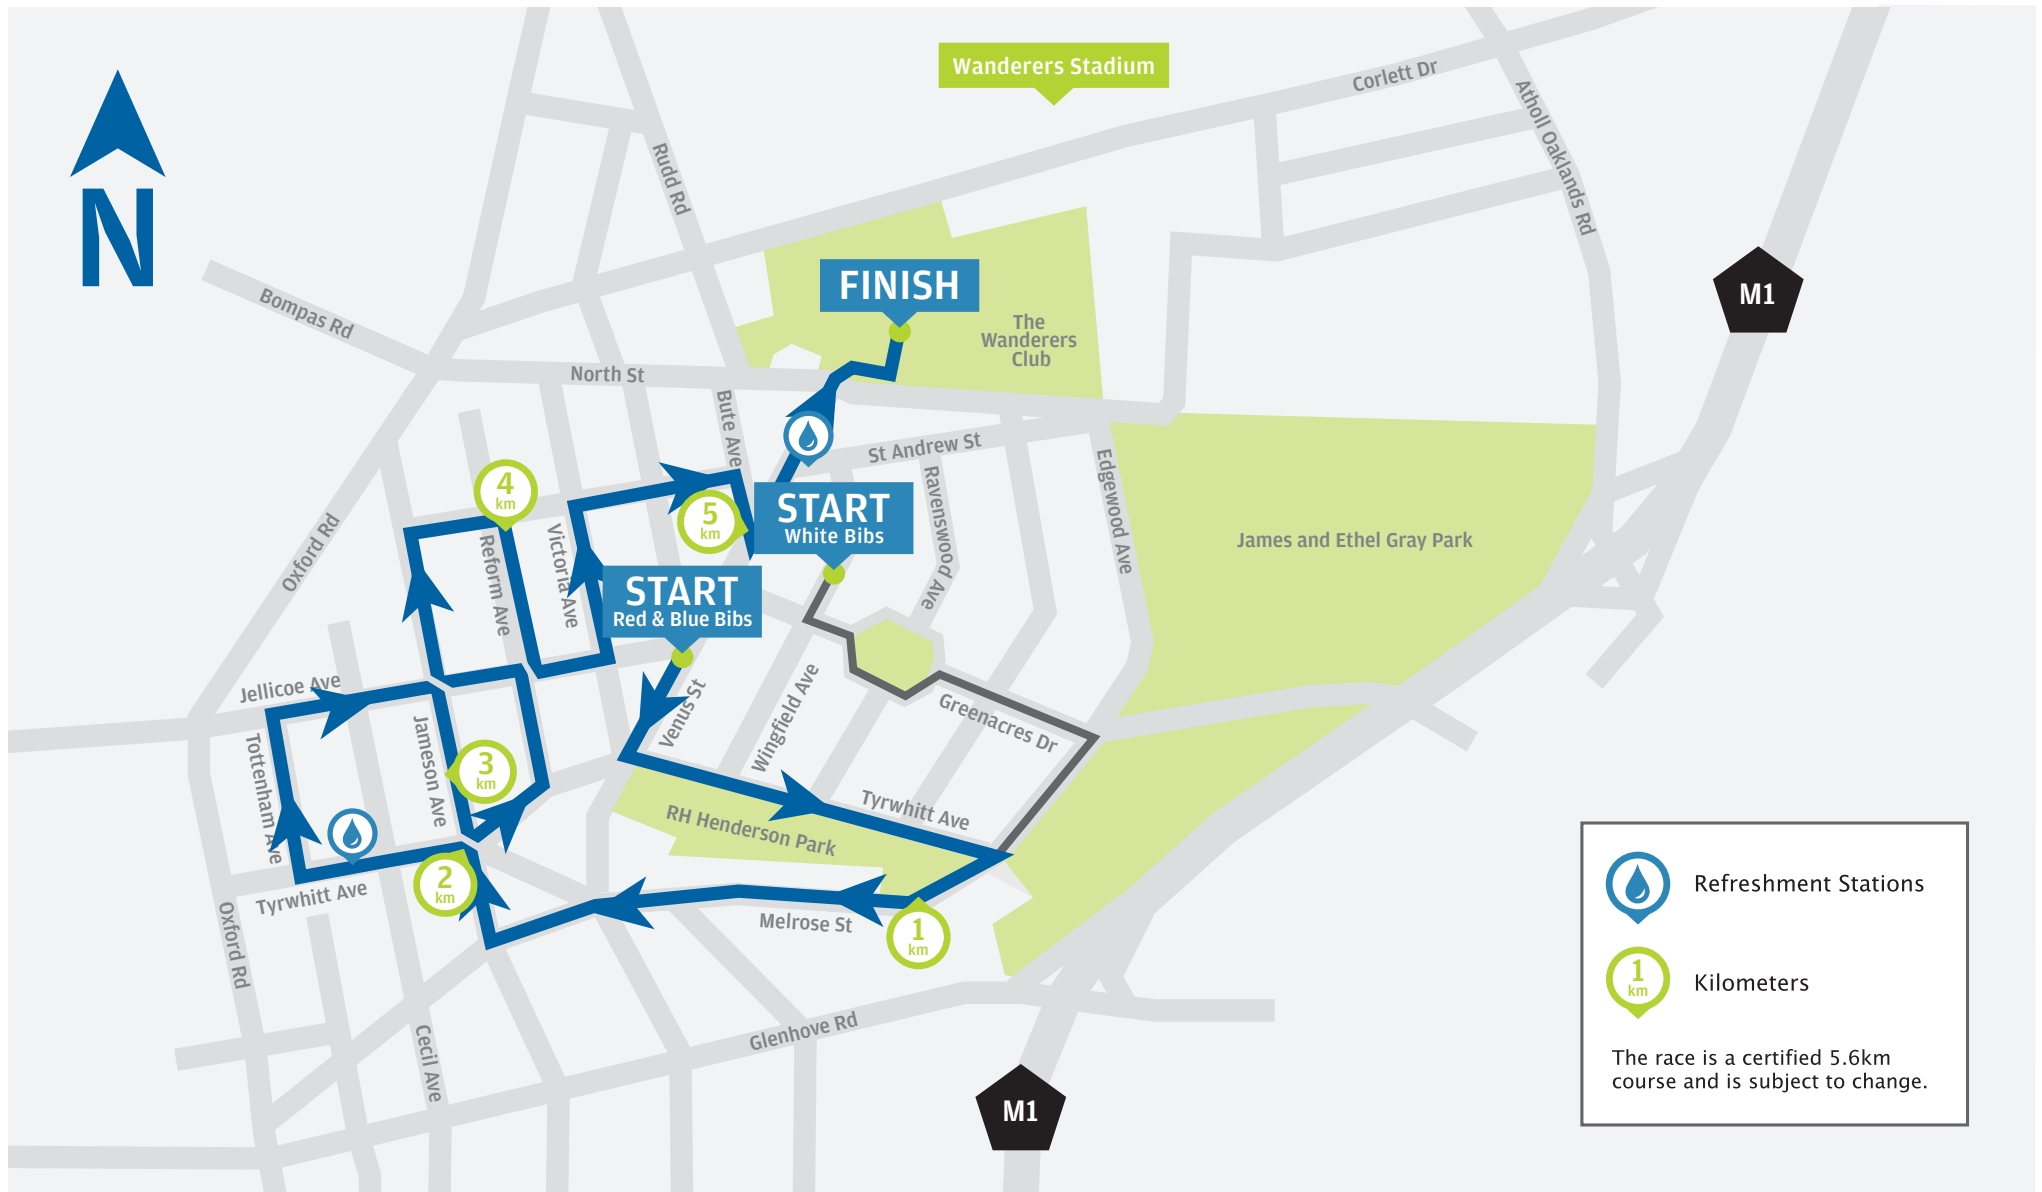 Wanderers Stadium
Corlett Dr
Atholl Oaklands Rd
N
Rudd Rd
Bompas Rd
FINISH
The
Wanderers
Club
M1
North St
Bute Ave
St Andrew St
Ravenswood Ave
Edgewood Ave
James and Ethel Gray Park
Oxford Rd
4
km
Reform Ave
Victoria Ave
5
km
START
White Bibs
START
Red & Blue Bibs
Jellicoe Ave
Tottenham Ave
Jameson Ave
3
km
Venus St
Wingfield Ave
Greenacres Dr
Tyrwhitt Ave
RH Henderson Park
2
km
Tyrwhitt Ave
Oxford Rd
Melrose St
1
km
Cecil Ave
Glenhove Rd
M1
Refreshment Stations
1
km
Kilometers
The race is a certified 5.6km
course and is subject to change.